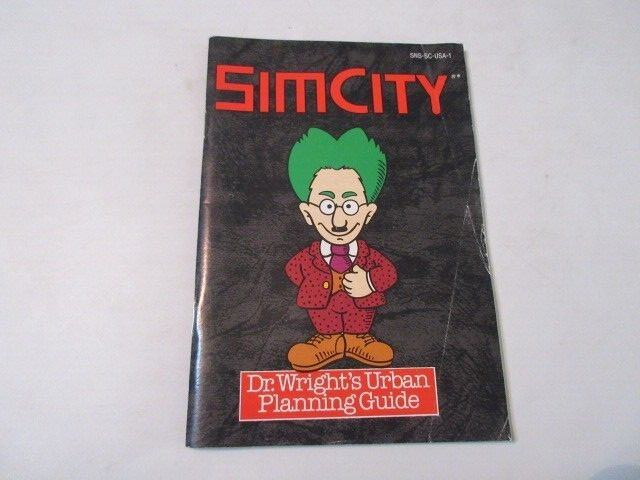 SNS-SC-USA-1
SIMCITY
Dr. Wright's Urban
Planning Guide